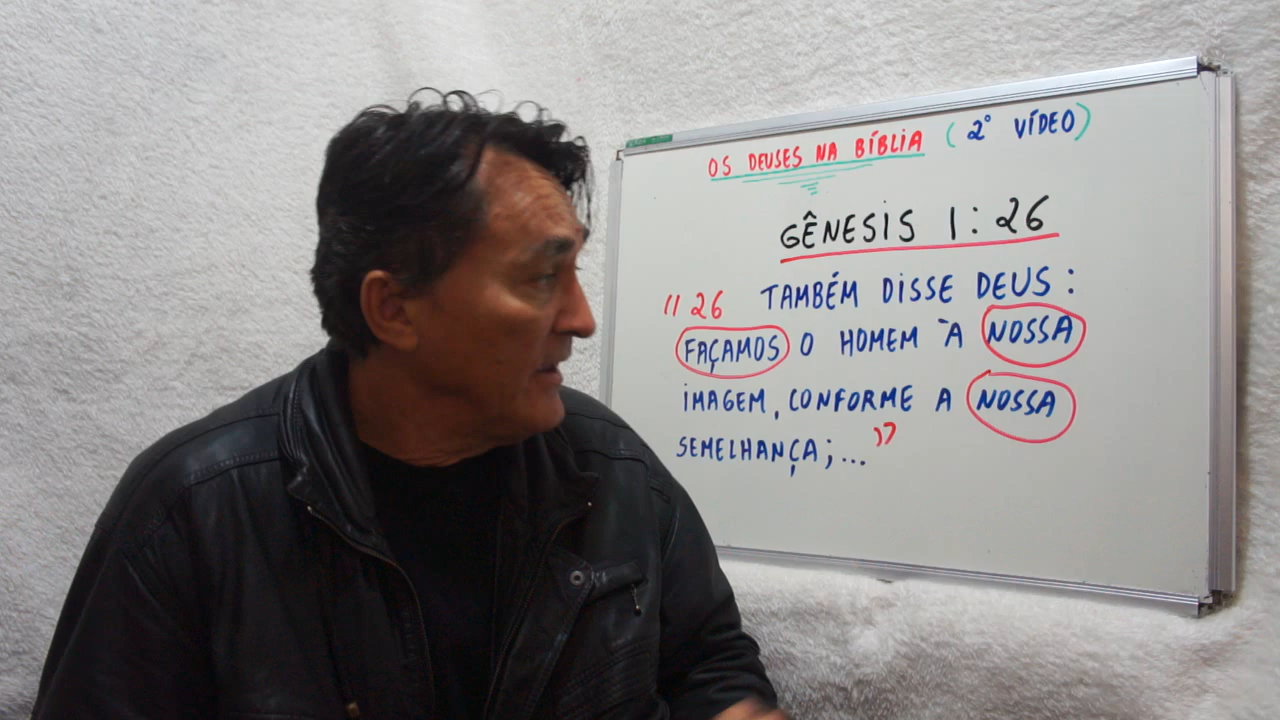 OS DEUSES NA BÍBLIA ( 2° VÍDEO)
GÊNESIS 1:26
"26 TAMBÉM DISSE DEUS:
FAÇAMOS O HOMEM À NOSSA
IMAGEM, CONFORME A NOSSA
SEMELHANÇA;..."